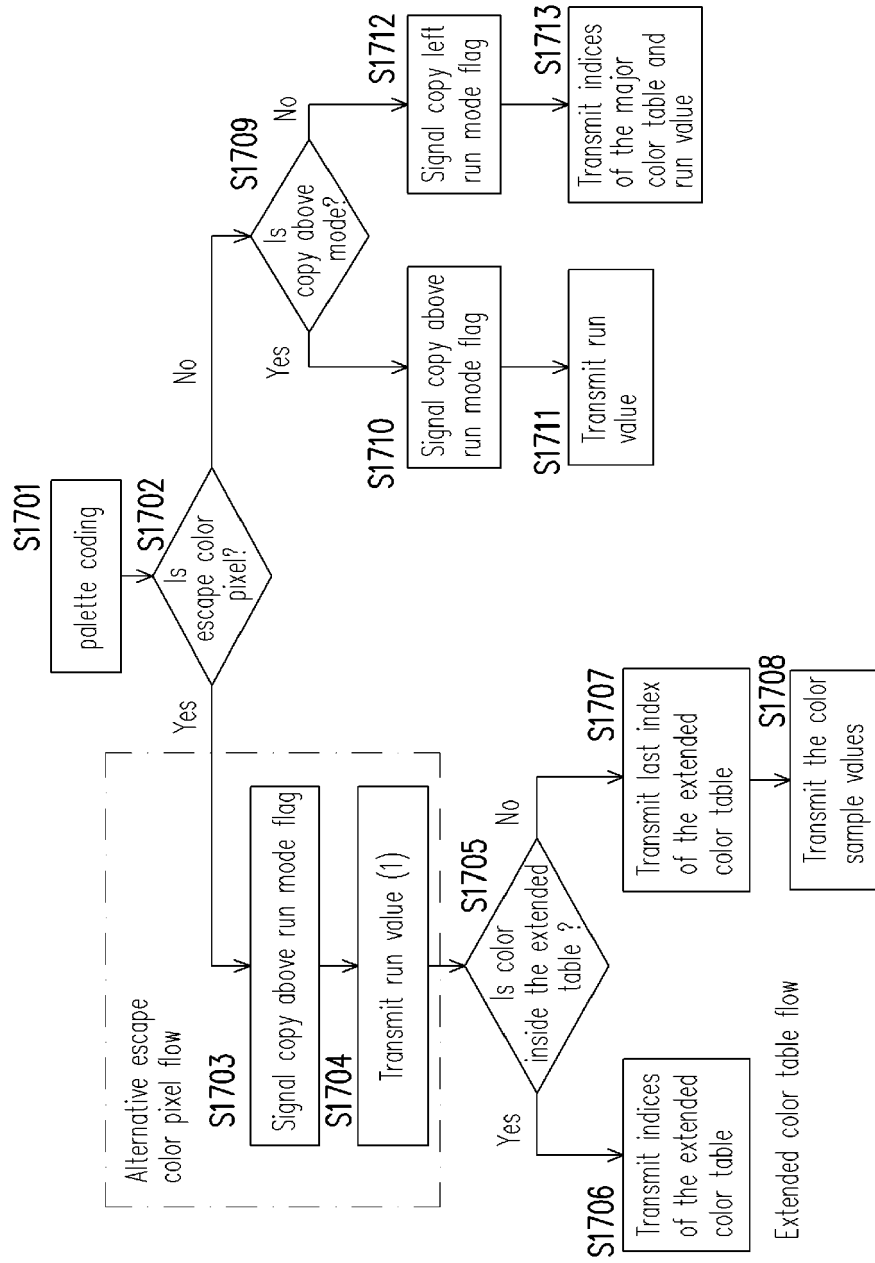 S1701
palette coding
S1702
Is
escape color
pixel?
Yes
No
Alternative escape
color pixel flow
S1703
Signal copy above run mode flag
S1704
Transmit run value (1)
S1705
Is color
inside the extended
table ?
Yes
No
S1706
Transmit indices
of the extended
color table
S1707
Transmit last index
of the extended
color table
S1708
Transmit the color
sample values
Extended color table flow
S1709
Is
copy above
mode?
Yes
No
S1710
Signal copy above
run mode flag
S1711
Transmit run
value
S1712
Signal copy left
run mode flag
S1713
Transmit indices
of the major
color table and
run value